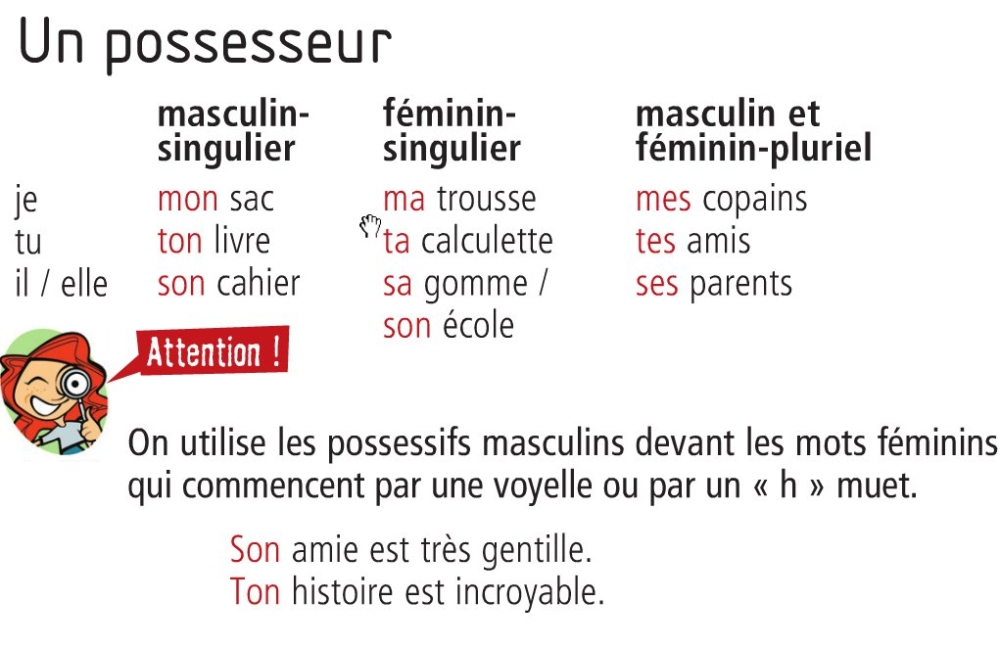 Un possesseur
masculin-
singulier
féminin-
singulier
masculin et
féminin-pluriel
je mon sac ma trousse mes copains
tu ton livre ta calculette tes amis
il / elle son cahier sa gomme / ses parents
son école
Attention !
On utilise les possessifs masculins devant les mots féminins
qui commencent par une voyelle ou par un « h » muet.
Son amie est très gentille.
Ton histoire est incroyable.